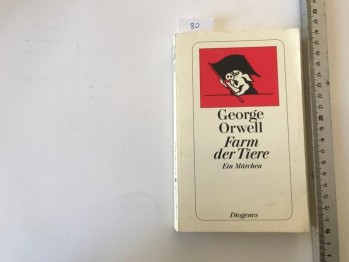 80
George
Orwell
Farm
der Tiere
Ein Märchen
Diogenes